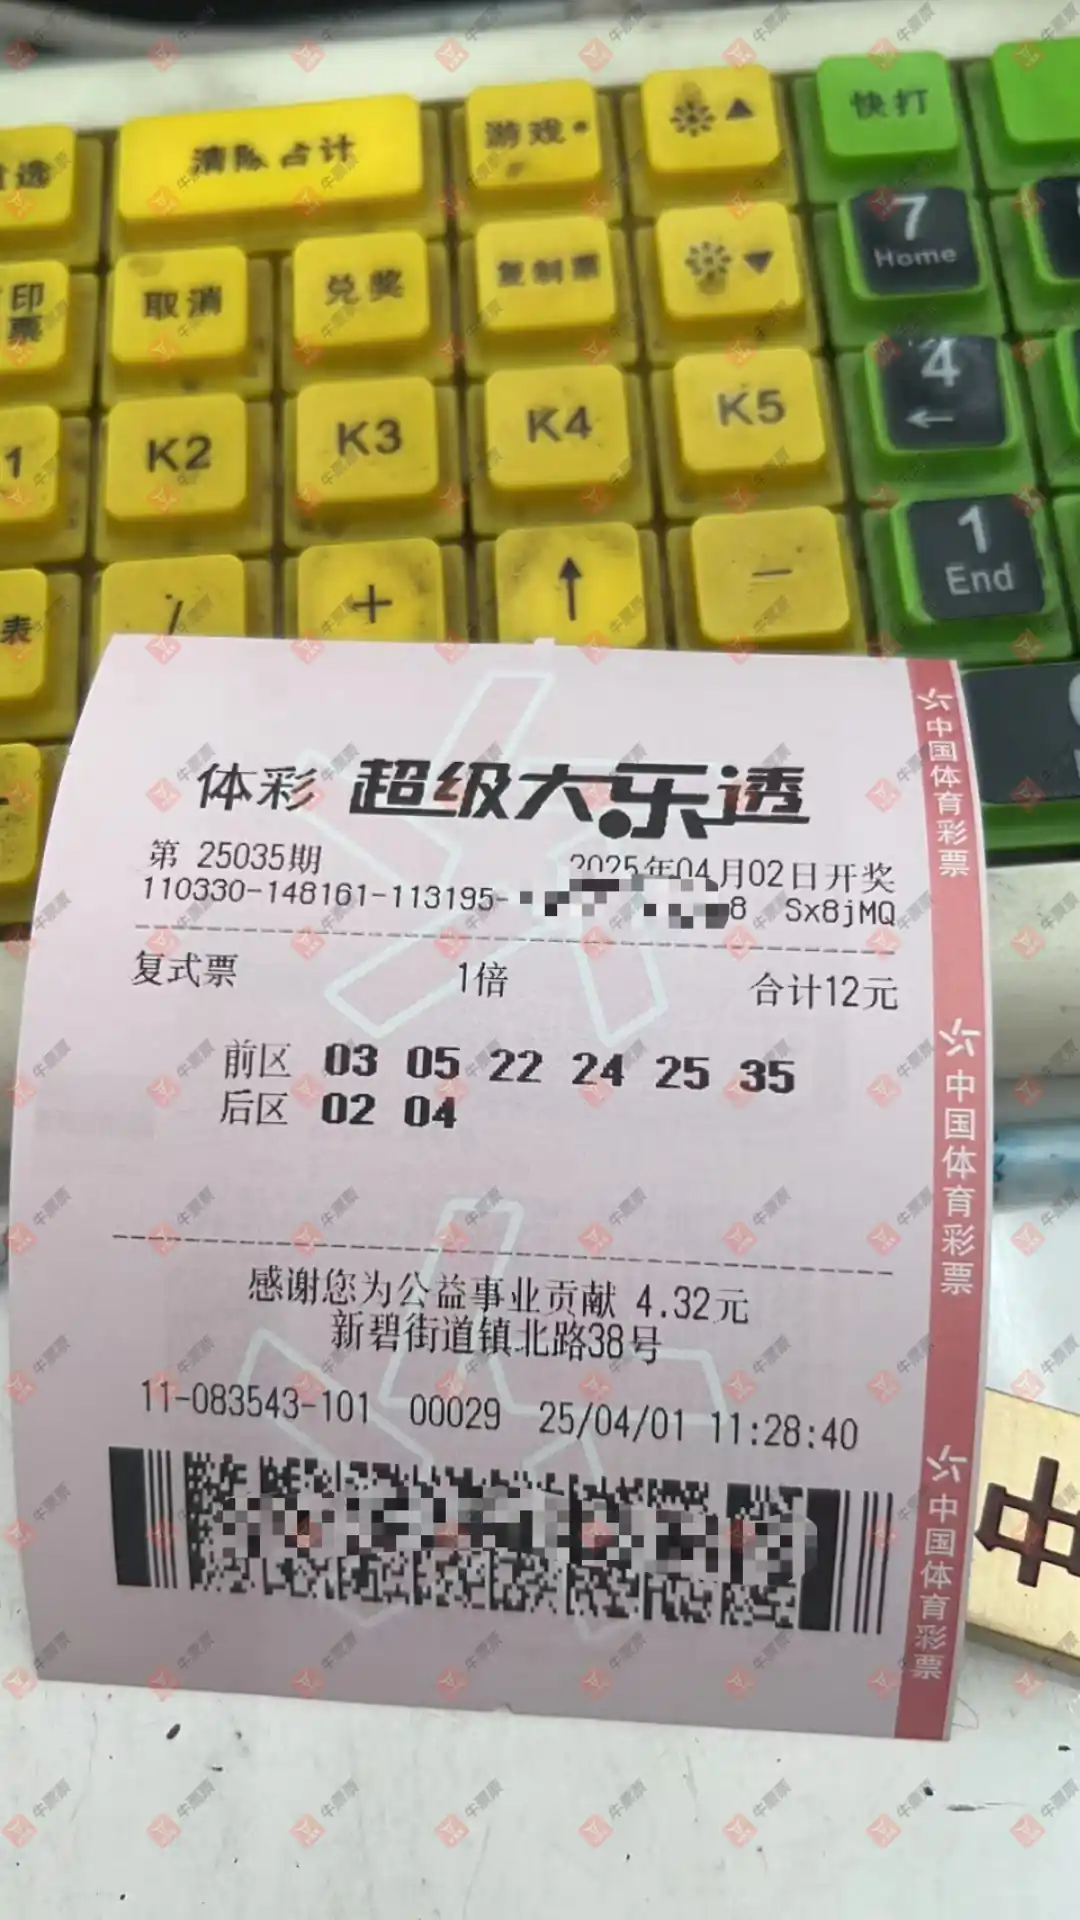 清除 占计
游戏
快打
选
印
票
取消
兑奖
复制票
7
Home
1
K2
K3
K4
K5
4
←
表
/
+
↑
—
1
End
体彩 超级大乐透
第 25035期
2025年04月02日开奖
110330-148161-113195-
8 Sx8jMQ
复式票 1倍 合计12元
前区 03 05 22 24 25 35
后区 02 04
感谢您为公益事业贡献 4.32元
新碧街道镇北路38号
11-083543-101 00029 25/04/01 11:28:40
中国体育彩票
中国体育彩票
中国体育彩票
中
牛票票